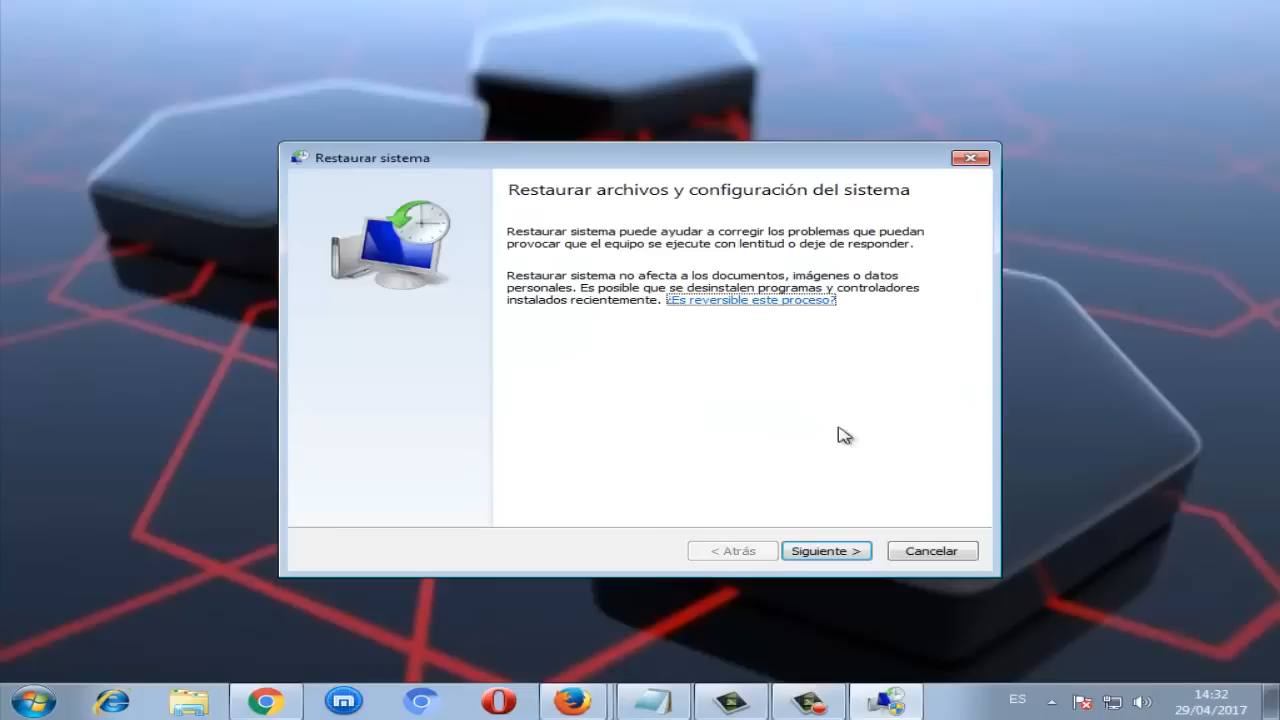 Restaurar sistema
Restaurar archivos y configuración del sistema
Restaurar sistema puede ayudar a corregir los problemas que puedan
provocar que el equipo se ejecute con lentitud o deje de responder.
Restaurar sistema no afecta a los documentos, imágenes o datos
personales. Es posible que se desinstalen programas y controladores
instalados recientemente. ¿Es reversible este proceso?
< Atrás
Siguiente >
Cancelar
ES
14:32
29/04/2017